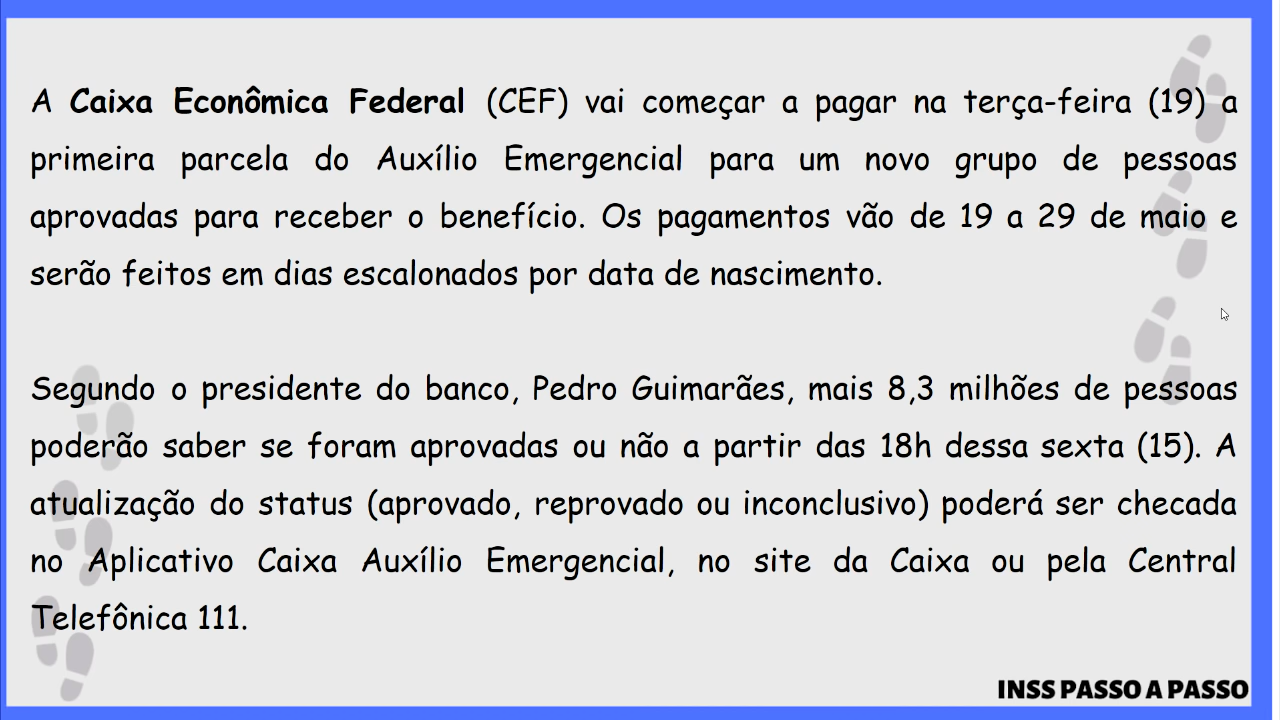 A Caixa Econômica Federal (CEF) vai começar a pagar na terça-feira (19) a
primeira parcela do Auxílio Emergencial para um novo grupo de pessoas
aprovadas para receber o benefício. Os pagamentos vão de 19 a 29 de maio e
serão feitos em dias escalonados por data de nascimento.
Segundo o presidente do banco, Pedro Guimarães, mais 8,3 milhões de pessoas
poderão saber se foram aprovadas ou não a partir das 18h dessa sexta (15). A
atualização do status (aprovado, reprovado ou inconclusivo) poderá ser checada
no Aplicativo Caixa Auxílio Emergencial, no site da Caixa ou pela Central
Telefônica 111.
INSS PASSO A PASSO